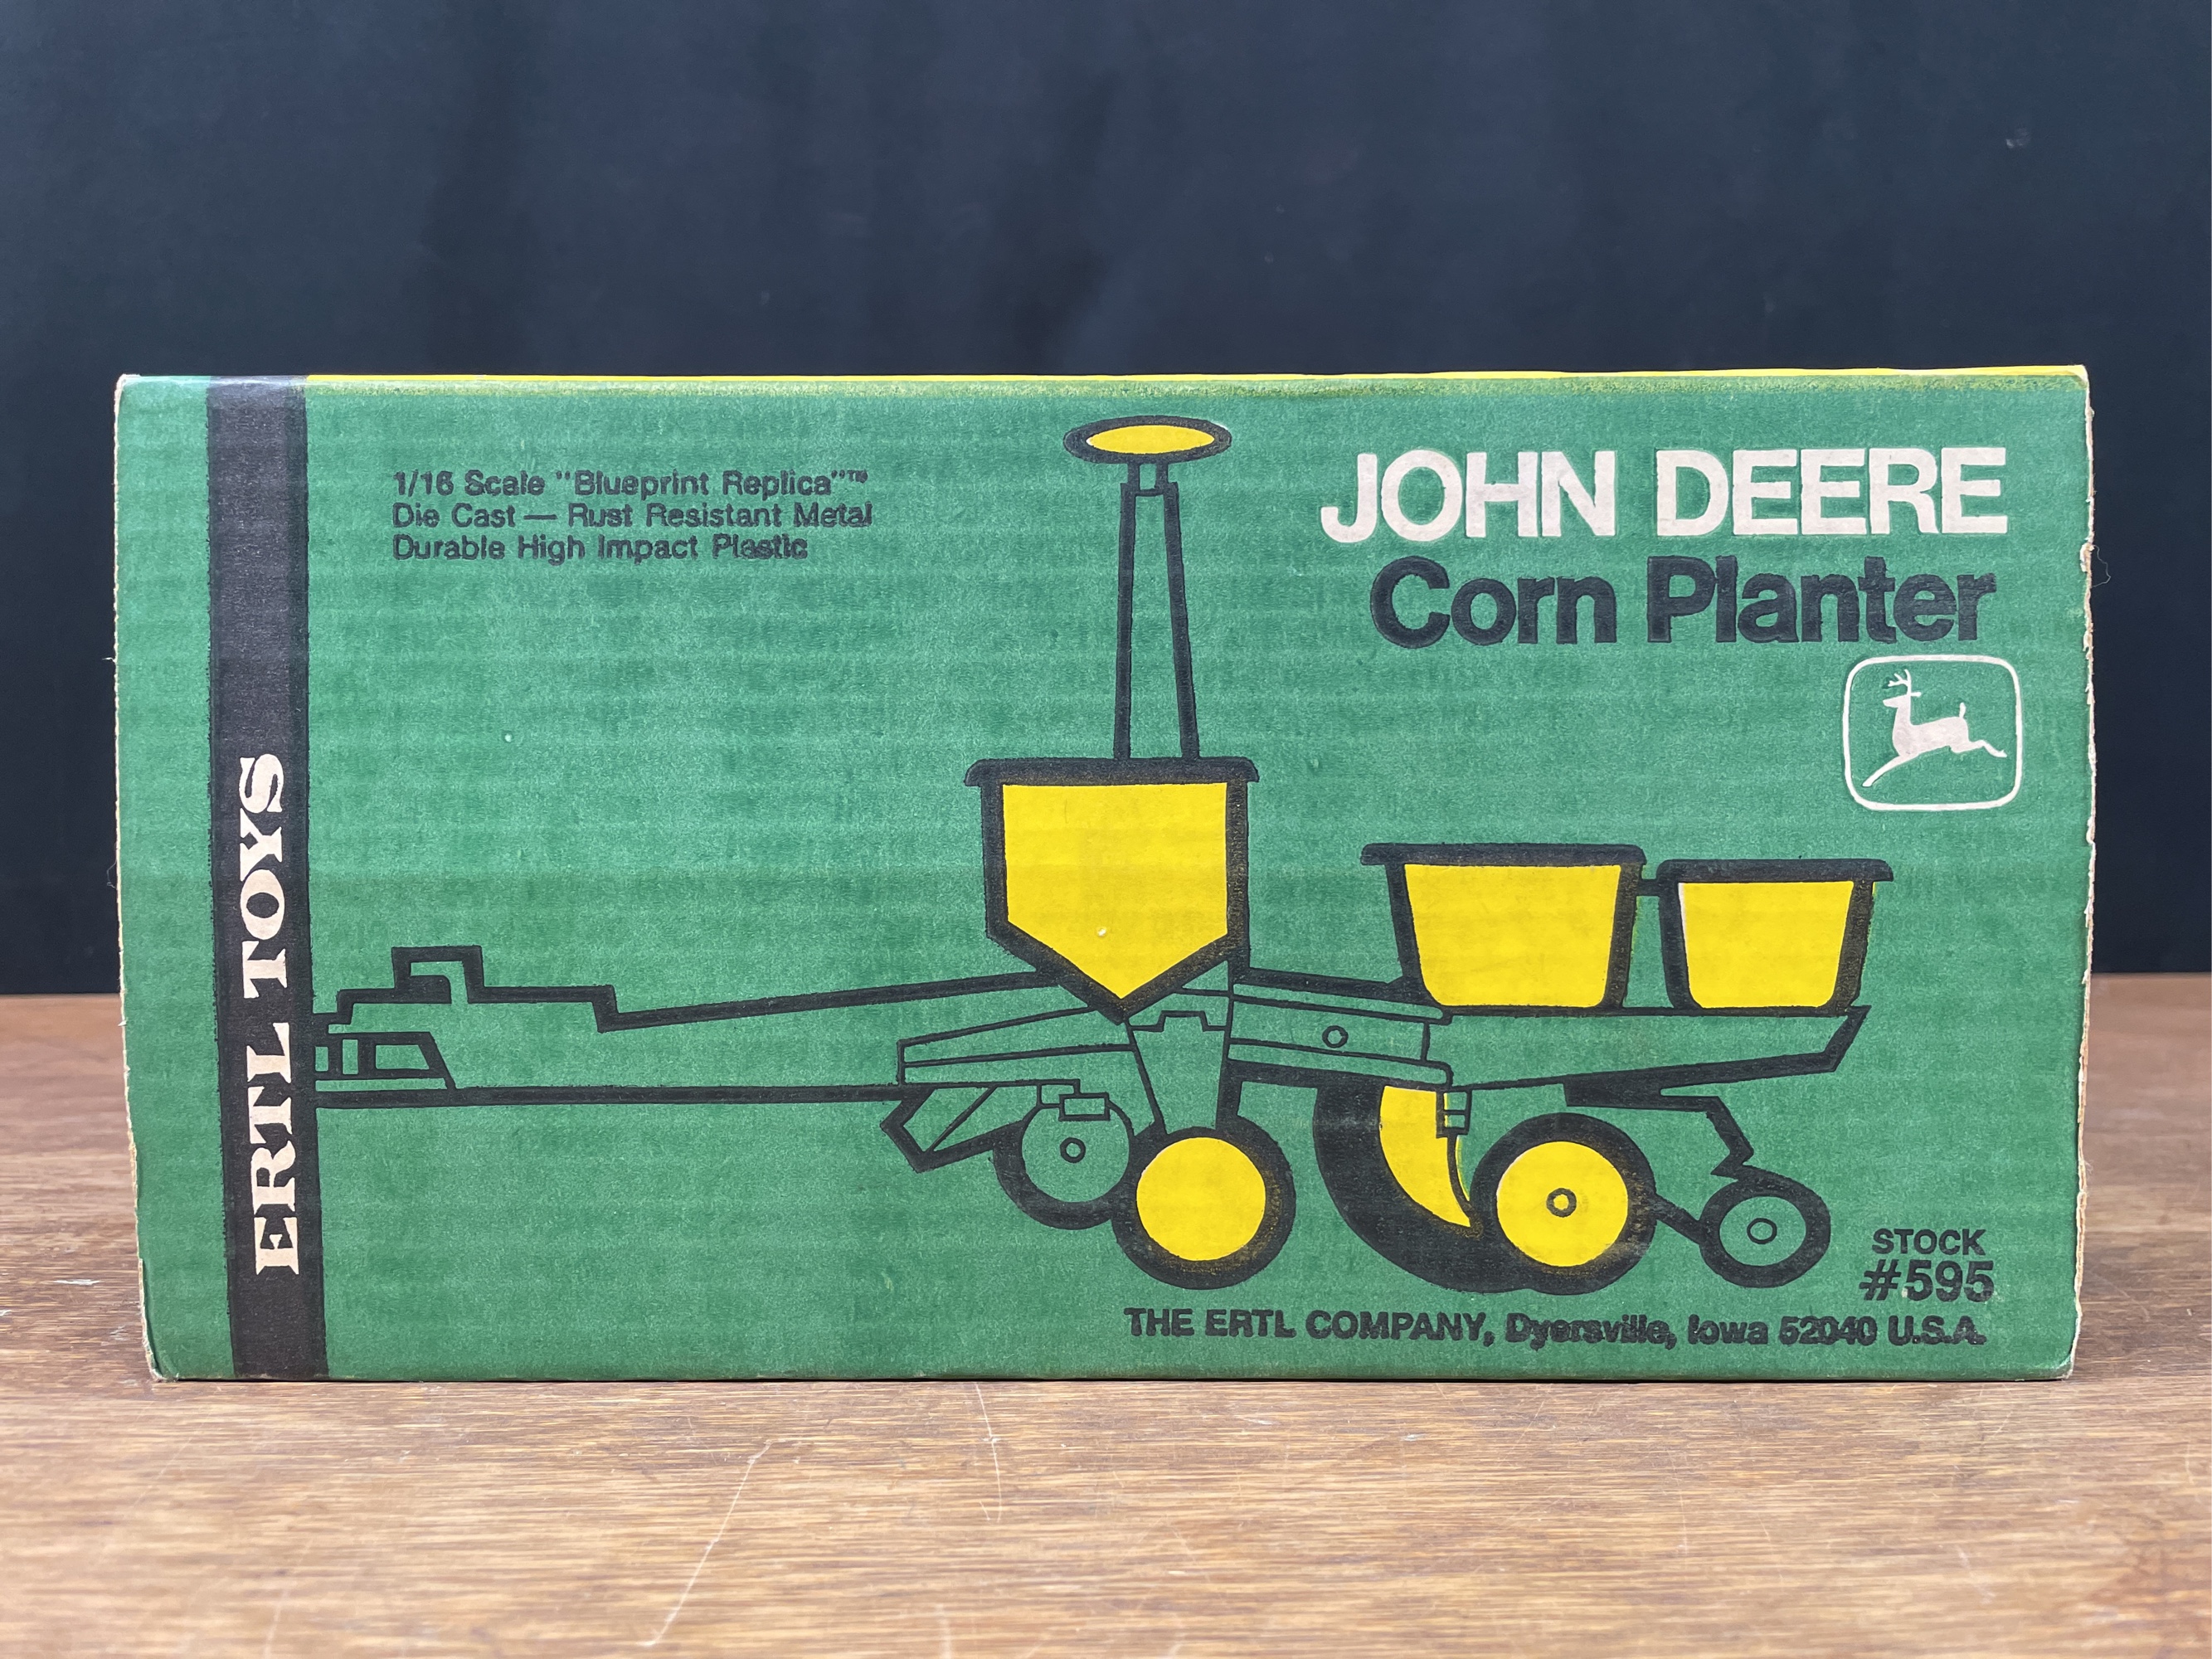 1/16 Scale "Blueprint Replica"™
Die Cast — Rust Resistant Metal
Durable High Impact Plastic
JOHN DEERE
Corn Planter
ERTL TOYS
STOCK
#595
THE ERTL COMPANY, Dyersville, Iowa 52040 U.S.A.